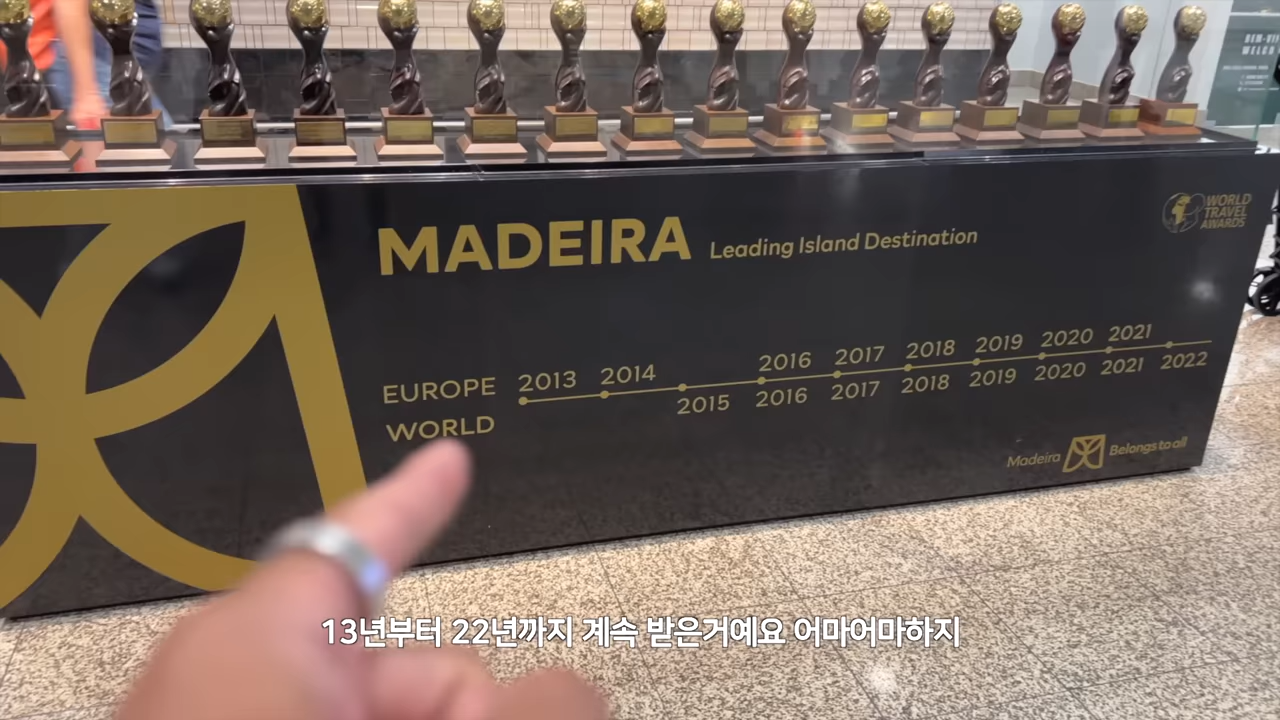 MADEIRA Leading Island Destination
WORLD
TRAVEL
AWARDS
EUROPE 2013 2014 2016 2017 2018 2019 2020 2021
WORLD 2015 2016 2017 2018 2019 2020 2021 2022
Madeira Belongs to all
13년부터 22년까지 계속 받은거예요 어마어마하지